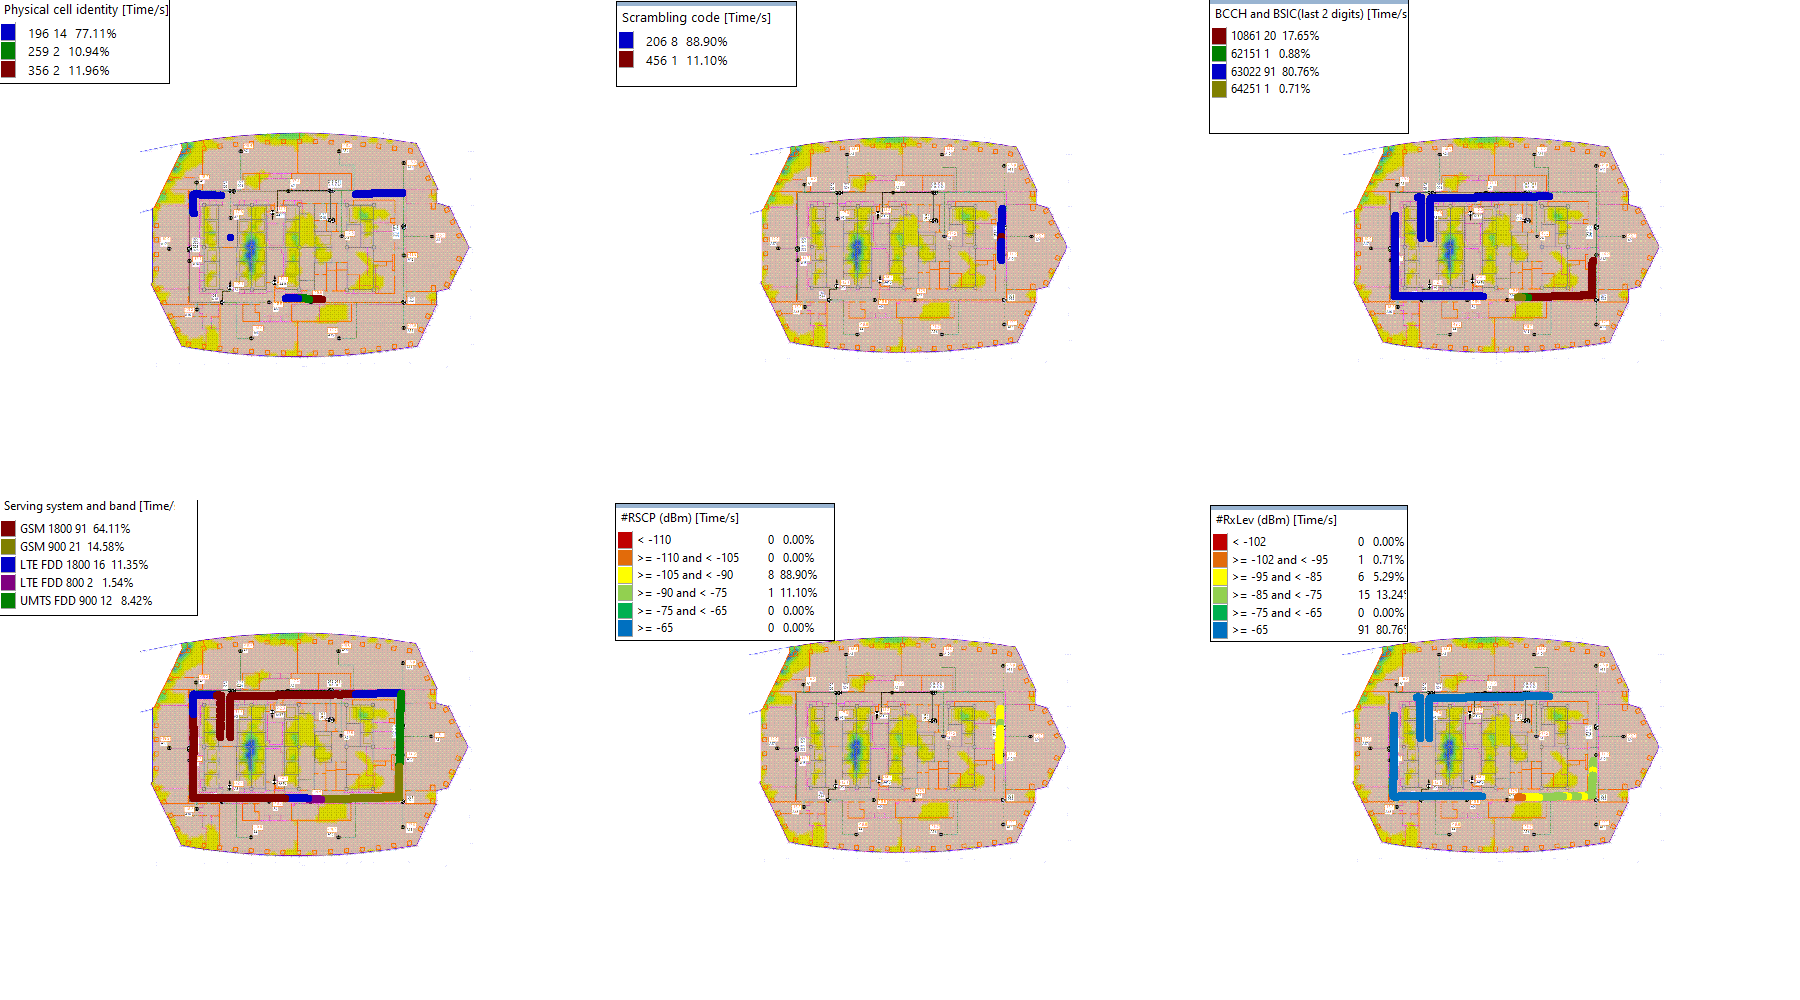 Physical cell identity [Time/s]
196 14 77.11%
259 2 10.94%
356 2 11.96%
Scrambling code [Time/s]
206 8 88.90%
456 1 11.10%
BCCH and BSIC(last 2 digits) [Time/s
10861 20 17.65%
62151 1 0.88%
63022 91 80.76%
64251 1 0.71%
Serving system and band [Time/
GSM 1800 91 64.11%
GSM 900 21 14.58%
LTE FDD 1800 16 11.35%
LTE FDD 800 2 1.54%
UMTS FDD 900 12 8.42%
#RSCP (dBm) [Time/s]
< -110 0 0.00%
>= -110 and < -105 0 0.00%
>= -105 and < -90 8 88.90%
>= -90 and < -75 1 11.10%
>= -75 and < -65 0 0.00%
>= -65 0 0.00%
#RxLev (dBm) [Time/s]
< -102 0 0.00%
>= -102 and < -95 1 0.71%
>= -95 and < -85 6 5.29%
>= -85 and < -75 15 13.24
>= -75 and < -65 0 0.00%
>= -65 91 80.76